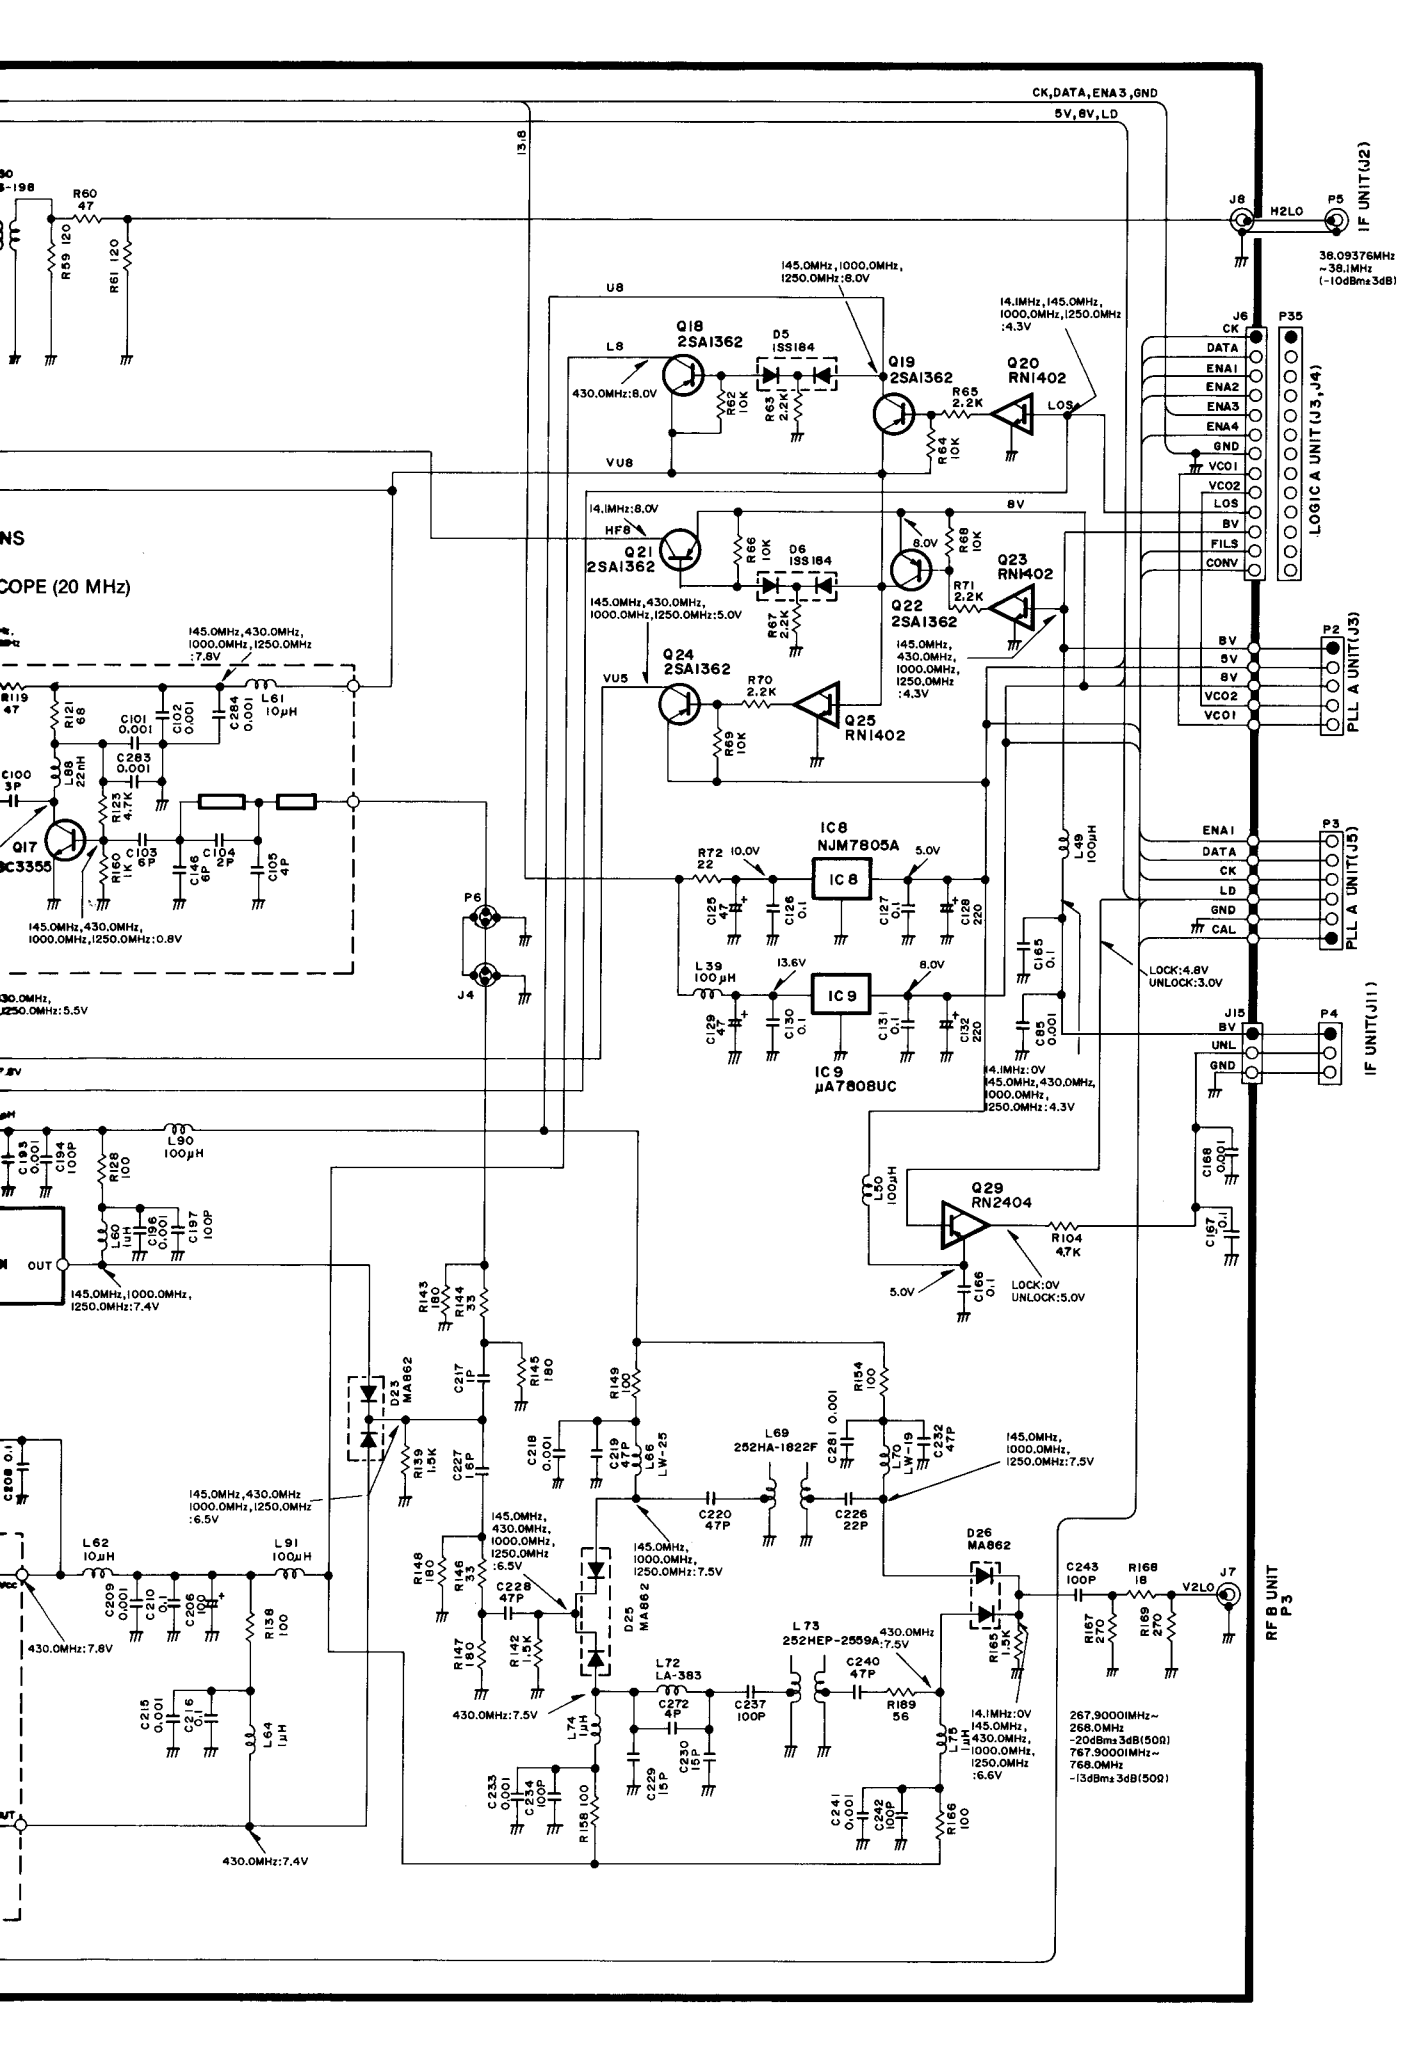 CK,DATA,ENA3,GND
5V,8V,LD
13.8
S-198
R60
47
R59 120
R61 120
J8
H2LO
P5
IF UNIT(J2)
38.09376MHz
~38.1MHz
(-10dBm±3dB)
145.0MHz,1000.0MHz,
1250.0MHz:8.0V
U8
14.1MHz,145.0MHz,
1000.0MHz,1250.0MHz
:4.3V
Q18
2SA1362
D5
1SS184
L8
430.0MHz:8.0V
R62
10K
R63
2.2K
Q19
2SA1362
Q20
RN1402
R65
2.2K
R64
10K
LOS
VU8
J6
P35
CK
DATA
ENA1
ENA2
ENA3
ENA4
GND
VCO1
VCO2
LOS
BV
FILS
CONV
LOGIC A UNIT(J3,J4)
14.1MHz:8.0V
HF8
8V
Q21
2SA1362
R66
10K
D6
1SS184
8.0V
R68
10K
Q23
RN1402
R71
2.2K
R67
2.2K
Q22
2SA1362
NS
COPE (20 MHz)
145.0MHz,430.0MHz,
1000.0MHz,1250.0MHz:5.0V
145.0MHz,
430.0MHz,
1000.0MHz,
1250.0MHz
:4.3V
145.0MHz,430.0MHz,
1000.0MHz,1250.0MHz
:7.8V
Q24
2SA1362
VU5
R70
2.2K
Q25
RN1402
R69
10K
P2
BV
5V
8V
VCO2
VCO1
PLL A UNIT(J3)
R119
47
R121
68
C101
0.001
C102
0.001
C284
0.001
L61
10µH
C283
0.001
C100
3P
L88
22nH
R123
4.7K
Q17
SC3355
R160
1K
C103
6P
C146
6P
C104
2P
C105
4P
145.0MHz,430.0MHz,
1000.0MHz,1250.0MHz:0.8V
P6
J4
IC8
NJM7805A
R72
22
10.0V
IC 8
5.0V
C125
47
C126
0.1
C127
0.1
C128
220
L49
100µH
P3
ENA1
DATA
CK
LD
GND
CAL
PLL A UNIT(J5)
C165
0.1
LOCK:4.8V
UNLOCK:3.0V
L39
100µH
13.6V
IC 9
8.0V
C129
47
C130
0.1
C131
0.1
C132
220
IC 9
µA7808UC
C85
0.001
J15
P4
BV
UNL
GND
IF UNIT(J11)
14.1MHz:0V
145.0MHz,430.0MHz,
1000.0MHz,
1250.0MHz:4.3V
30.0MHz,
1250.0MHz:5.5V
7.8V
C193
0.001
C194
100P
R128
100
L90
100µH
L60
1µH
C196
0.001
C197
100P
OUT
145.0MHz,1000.0MHz,
1250.0MHz:7.4V
L50
100µH
Q29
RN2404
R104
4.7K
5.0V
C166
0.1
LOCK:0V
UNLOCK:5.0V
C168
0.001
C167
0.1
R143
180
R144
33
C217
1P
R145
180
D23
MA862
R139
1.5K
C227
16P
R149
100
C218
0.001
C219
47P
L66
LW-25
L69
252HA-1822F
C220
47P
C226
22P
R154
100
C281 0.001
L70
LW-19
C232
47P
145.0MHz,
1000.0MHz,
1250.0MHz:7.5V
C208 0.1
145.0MHz,430.0MHz
1000.0MHz,1250.0MHz
:6.5V
145.0MHz,
430.0MHz,
1000.0MHz,
1250.0MHz
:6.5V
145.0MHz,
1000.0MHz,
1250.0MHz:7.5V
D26
MA862
L62
10µH
L91
100µH
VCC
C209
0.001
C210
0.1
C206
100
R138
100
430.0MHz:7.8V
R148
180
R146
33
C228
47P
R147
180
R142
1.5K
D25
MA862
C243
100P
R168
18
J7
V2LO
R167
270
R169
270
RF B UNIT
P3
L73
252HEP-2559A
430.0MHz
:7.5V
R165
1.5K
L72
LA-383
C272
4P
C237
100P
C240
47P
R189
56
430.0MHz:7.5V
L74
1µH
C229
15P
C230
15P
L75
1µH
14.1MHz:0V
145.0MHz,
430.0MHz,
1000.0MHz,
1250.0MHz
:6.6V
267.90001MHz~
268.0MHz
-20dBm±3dB(50Ω)
767.90001MHz~
768.0MHz
-13dBm±3dB(50Ω)
C215
0.001
C216
0.1
L64
1µH
C233
0.001
C234
100P
R158 100
C241
0.001
C242
100P
R166
100
UT
430.0MHz:7.4V